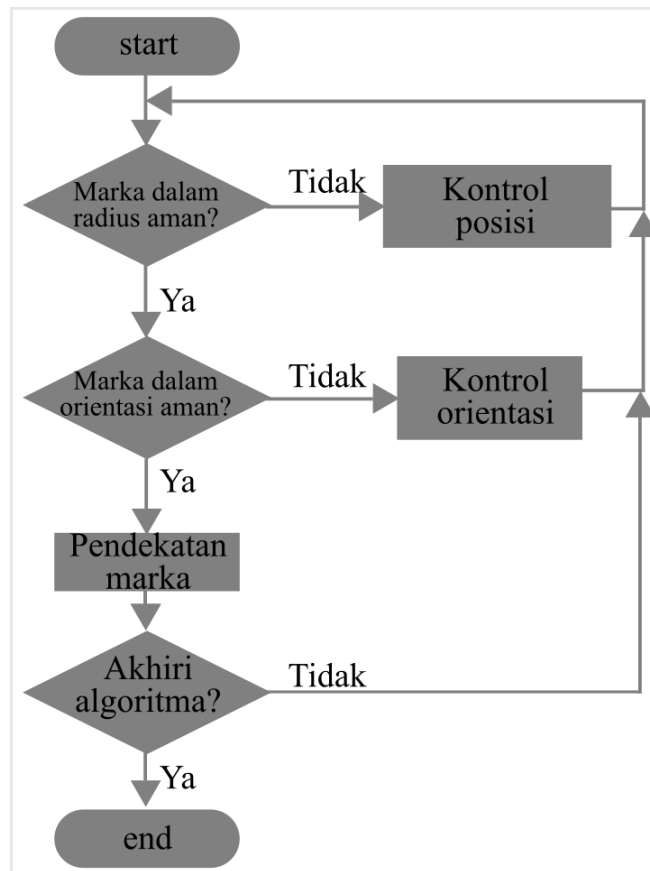 start
Marka dalam
radius aman?
Tidak
Kontrol
posisi
Ya
Marka dalam
orientasi aman?
Tidak
Kontrol
orientasi
Ya
Pendekatan
marka
Akhiri
algoritma?
Tidak
Ya
end